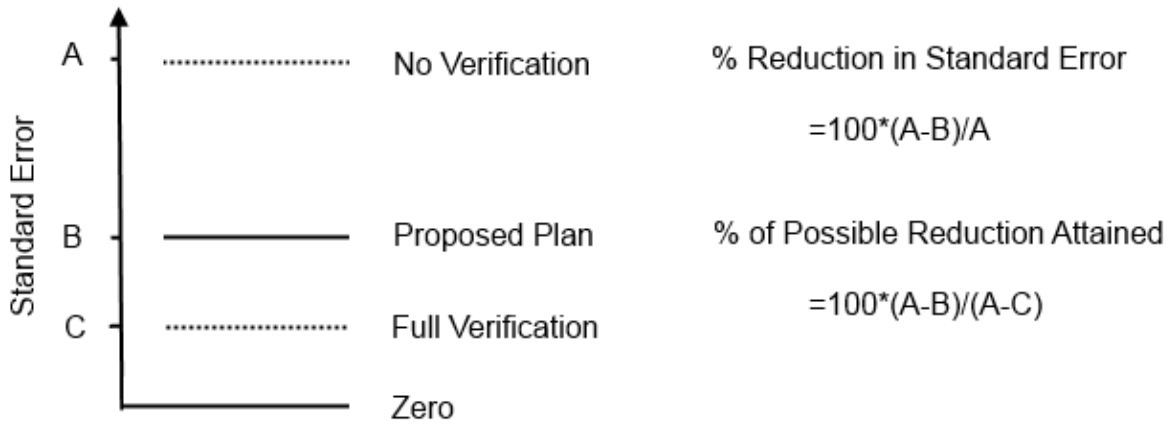 A
No Verification
% Reduction in Standard Error
=100*(A-B)/A
Standard Error
B
Proposed Plan
% of Possible Reduction Attained
=100*(A-B)/(A-C)
C
Full Verification
Zero